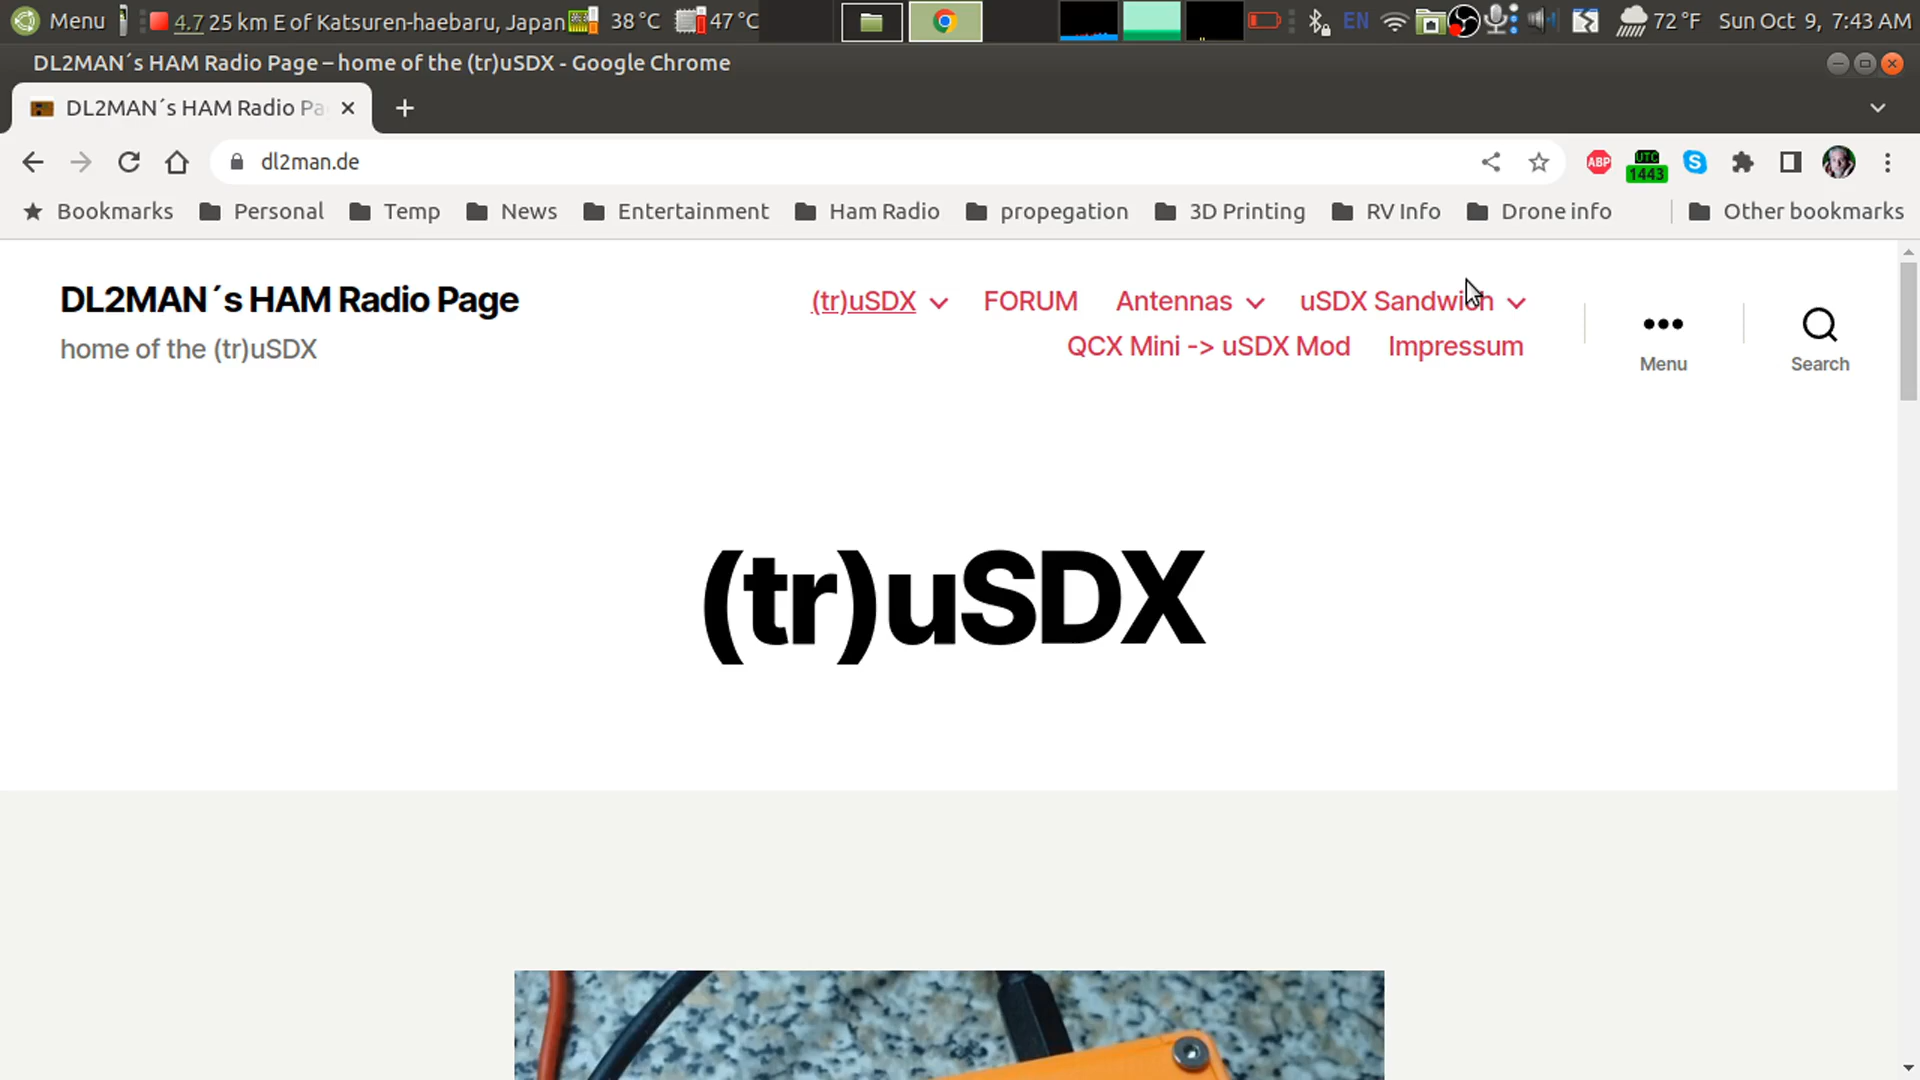 Menu 4.7 25 km E of Katsuren-haebaru, Japan 38°C 47°C EN 72°F Sun Oct 9, 7:43 AM
DL2MAN´s HAM Radio Page – home of the (tr)uSDX - Google Chrome
DL2MAN´s HAM Radio Pa
dl2man.de ABP UTC 1443
Bookmarks Personal Temp News Entertainment Ham Radio propegation 3D Printing RV Info Drone info Other bookmarks
DL2MAN´s HAM Radio Page
home of the (tr)uSDX
(tr)uSDX FORUM Antennas uSDX Sandwich
QCX Mini -> uSDX Mod Impressum
Menu
Search
(tr)uSDX